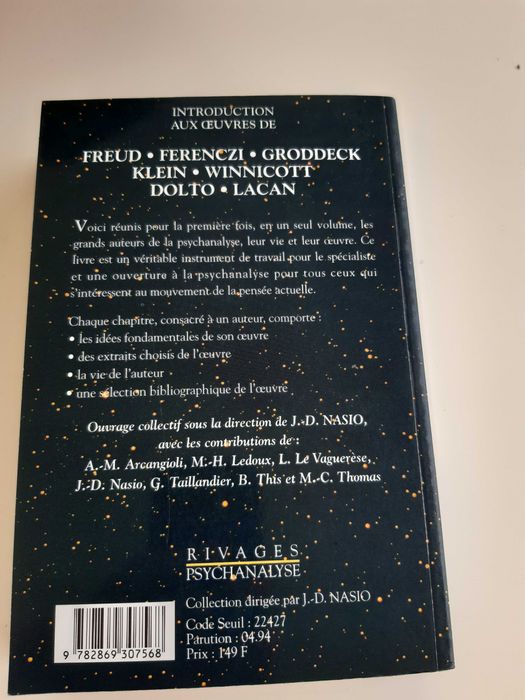 INTRODUCTION
AUX ŒUVRES DE
FREUD • FERENCZI • GRODDECK
KLEIN • WINNICOTT
DOLTO • LACAN
Voici réunis pour la première fois, en un seul volume, les
grands auteurs de la psychanalyse, leur vie et leur œuvre. Ce
livre est un véritable instrument de travail pour le spécialiste
et une ouverture à la psychanalyse pour tous ceux qui
s'intéressent au mouvement de la pensée actuelle.
Chaque chapitre, consacré à un auteur, comporte :
• les idées fondamentales de son œuvre
• des extraits choisis de l'œuvre
• la vie de l'auteur
• une sélection bibliographique de l'œuvre
Ouvrage collectif sous la direction de J.-D. NASIO,
avec les contributions de :
A.-M. Arcangioli, M.-H. Ledoux, L. Le Vaguerèse,
J.-D. Nasio, G. Taillandier, B. This et M.-C. Thomas
RIVAGES
PSYCHANALYSE
Collection dirigée par J.-D. NASIO
Code Seuil : 22427
Parution : 04.94
Prix : 149 F
9 782869 307568